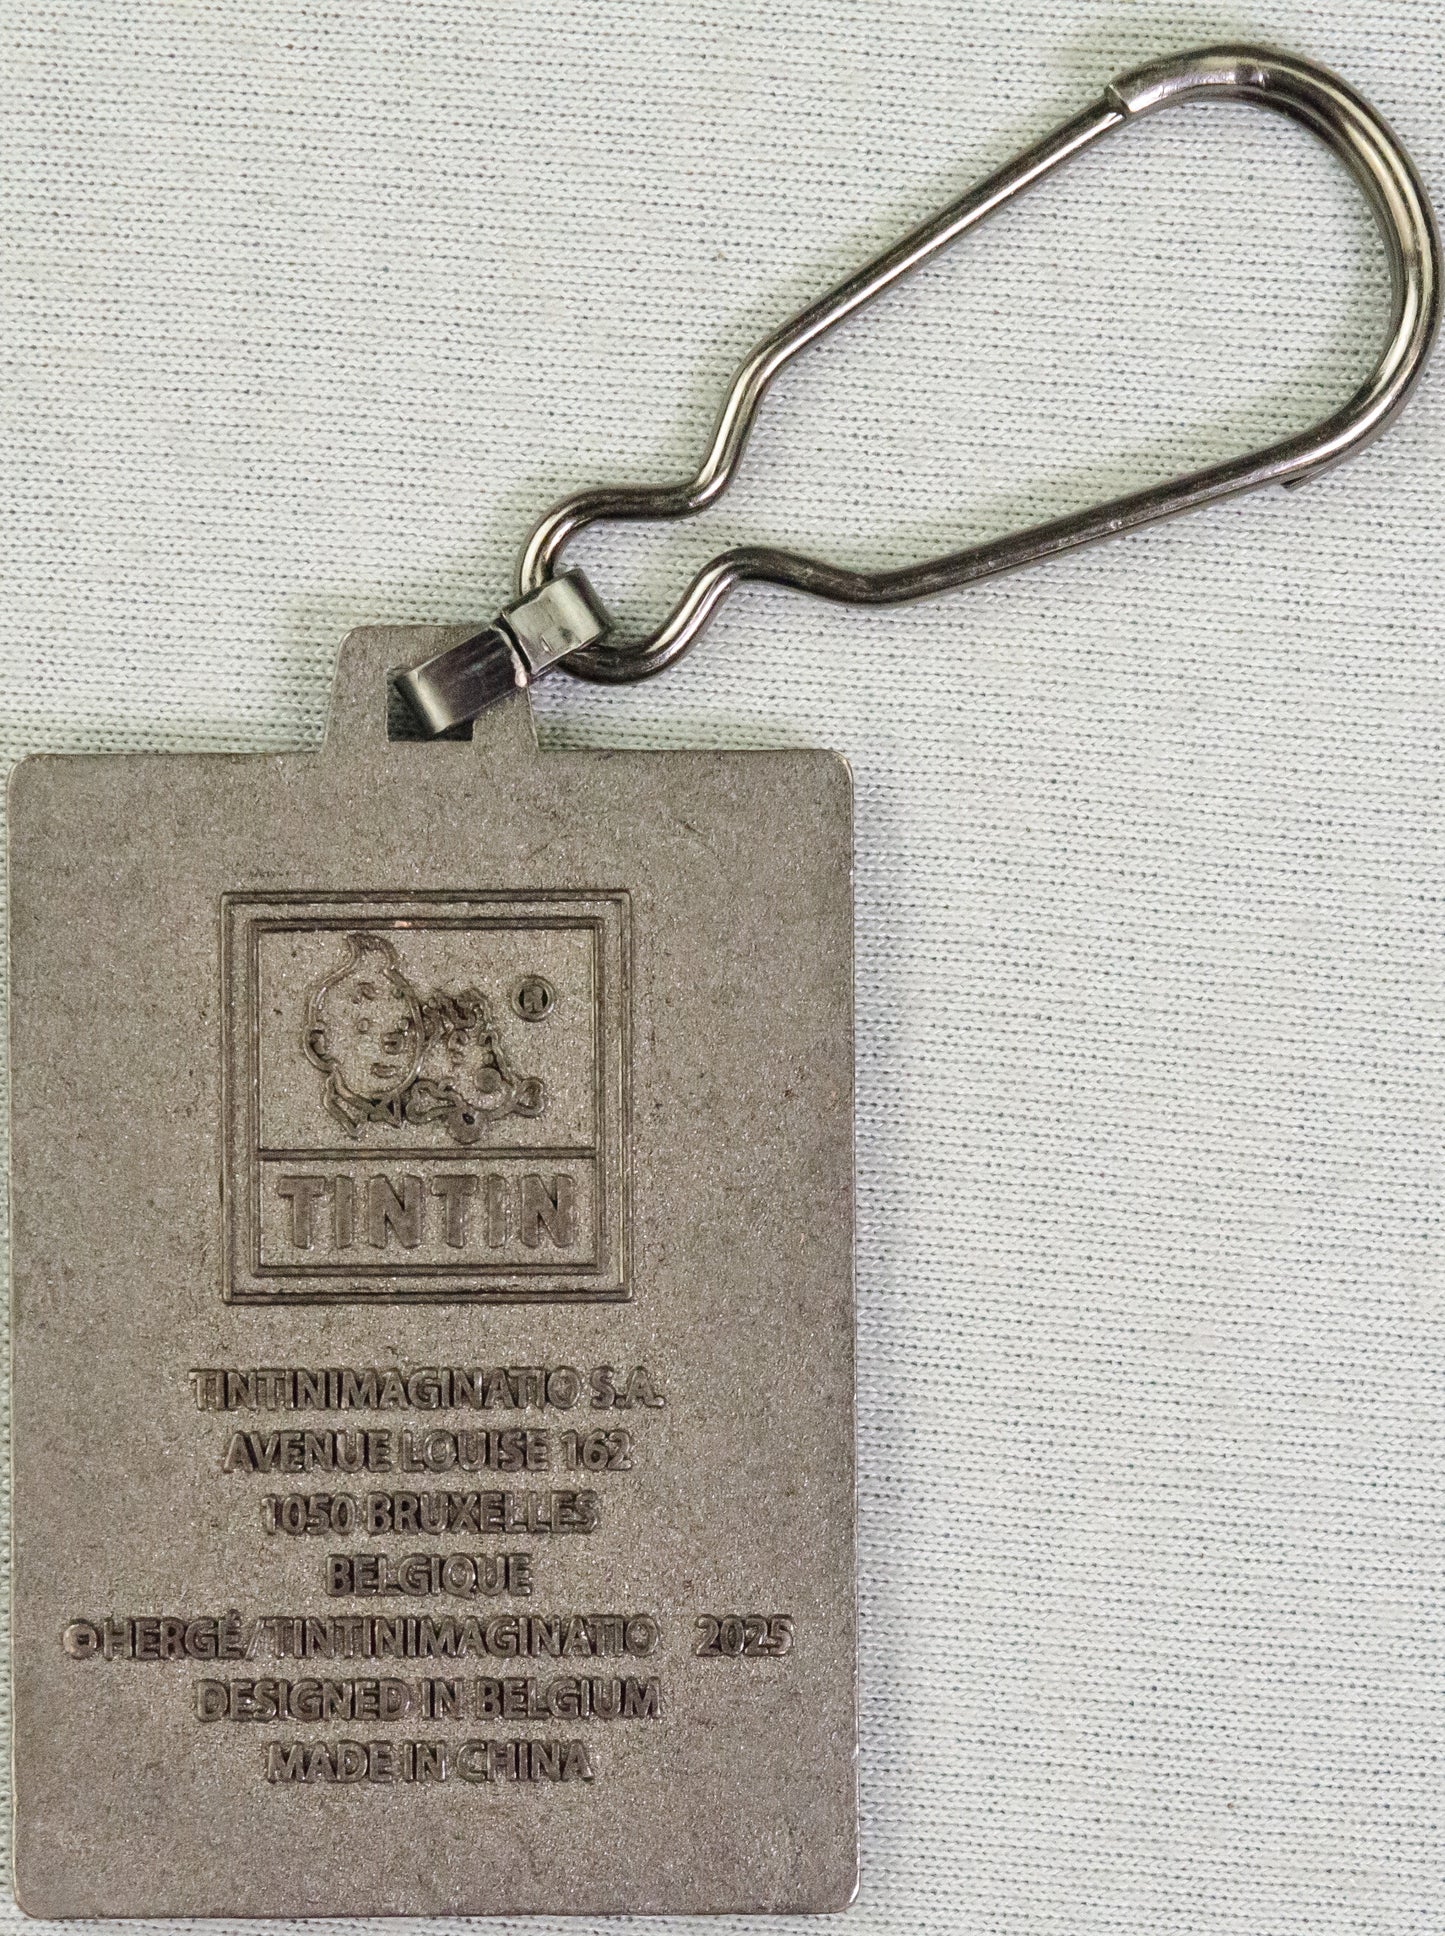 ®
TINTIN
TINTINIMAGINATIO S.A.
AVENUE LOUISE 162
1050 BRUXELLES
BELGIQUE
©HERGÉ/TINTINIMAGINATIO 2025
DESIGNED IN BELGIUM
MADE IN CHINA